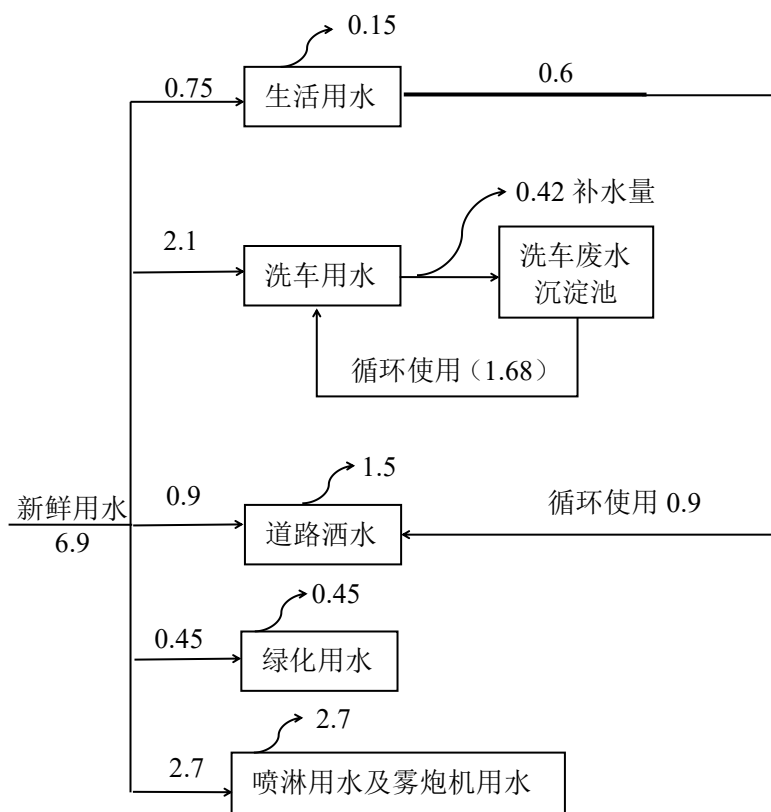 0.15
0.75
生活用水
0.6
0.42 补水量
2.1
洗车用水
洗车废水
沉淀池
循环使用（1.68）
1.5
新鲜用水
6.9
0.9
道路洒水
循环使用 0.9
0.45
0.45
绿化用水
2.7
2.7
喷淋用水及雾炮机用水